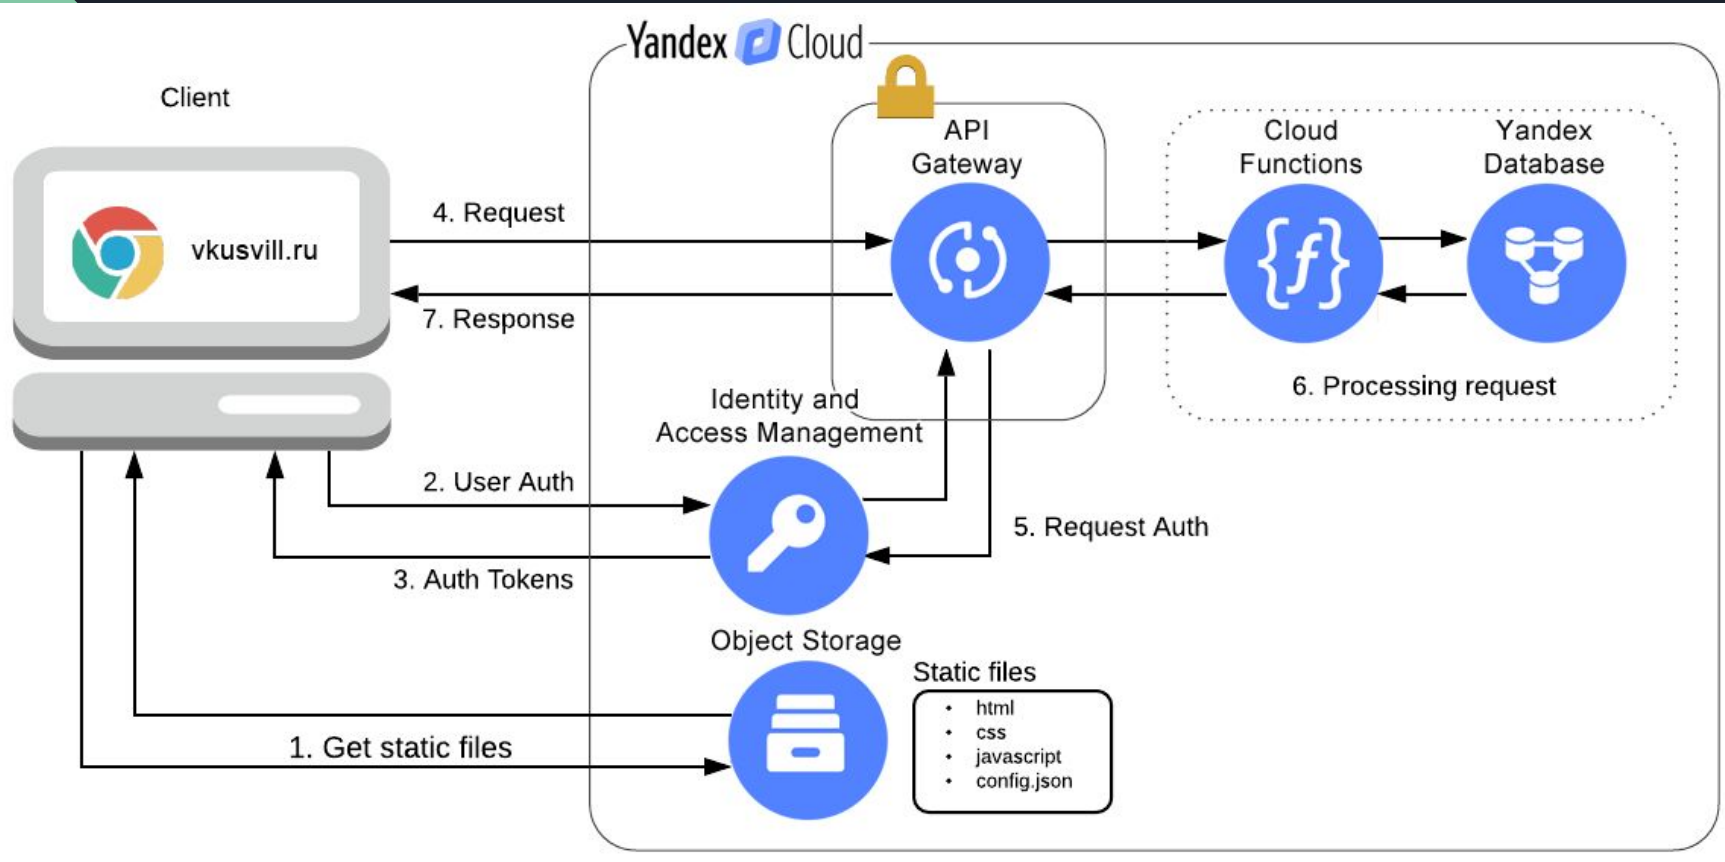 Yandex Cloud
Client
API
Gateway
Cloud
Functions
Yandex
Database
vkusvill.ru
4. Request
7. Response
6. Processing request
Identity and
Access Management
2. User Auth
5. Request Auth
3. Auth Tokens
Object Storage
Static files
• html
• css
• javascript
• config.json
1. Get static files